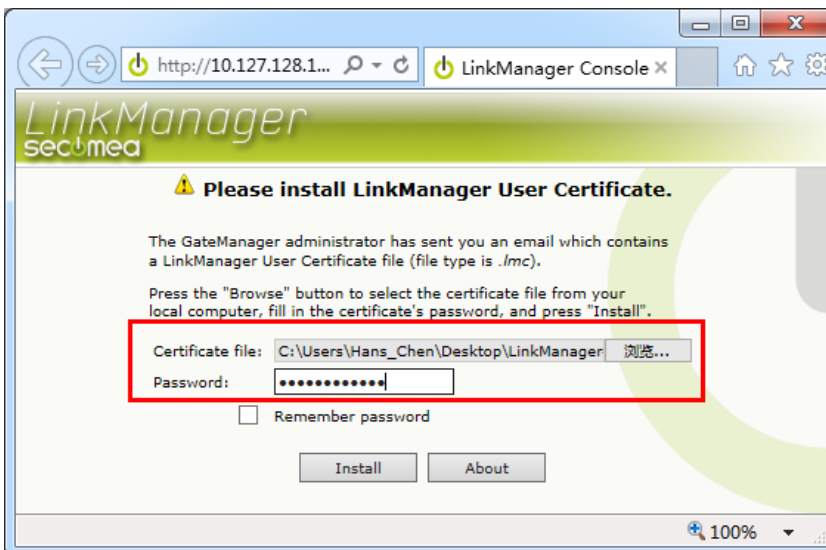 http://10.127.128.1...
LinkManager Console
LinkManager
secomea
Please install LinkManager User Certificate.
The GateManager administrator has sent you an email which contains
a LinkManager User Certificate file (file type is .lmc).
Press the "Browse" button to select the certificate file from your
local computer, fill in the certificate's password, and press "Install".
Certificate file: C:\Users\Hans_Chen\Desktop\LinkManager 浏览...
Password: ••••••••••••
Remember password
Install About
100%